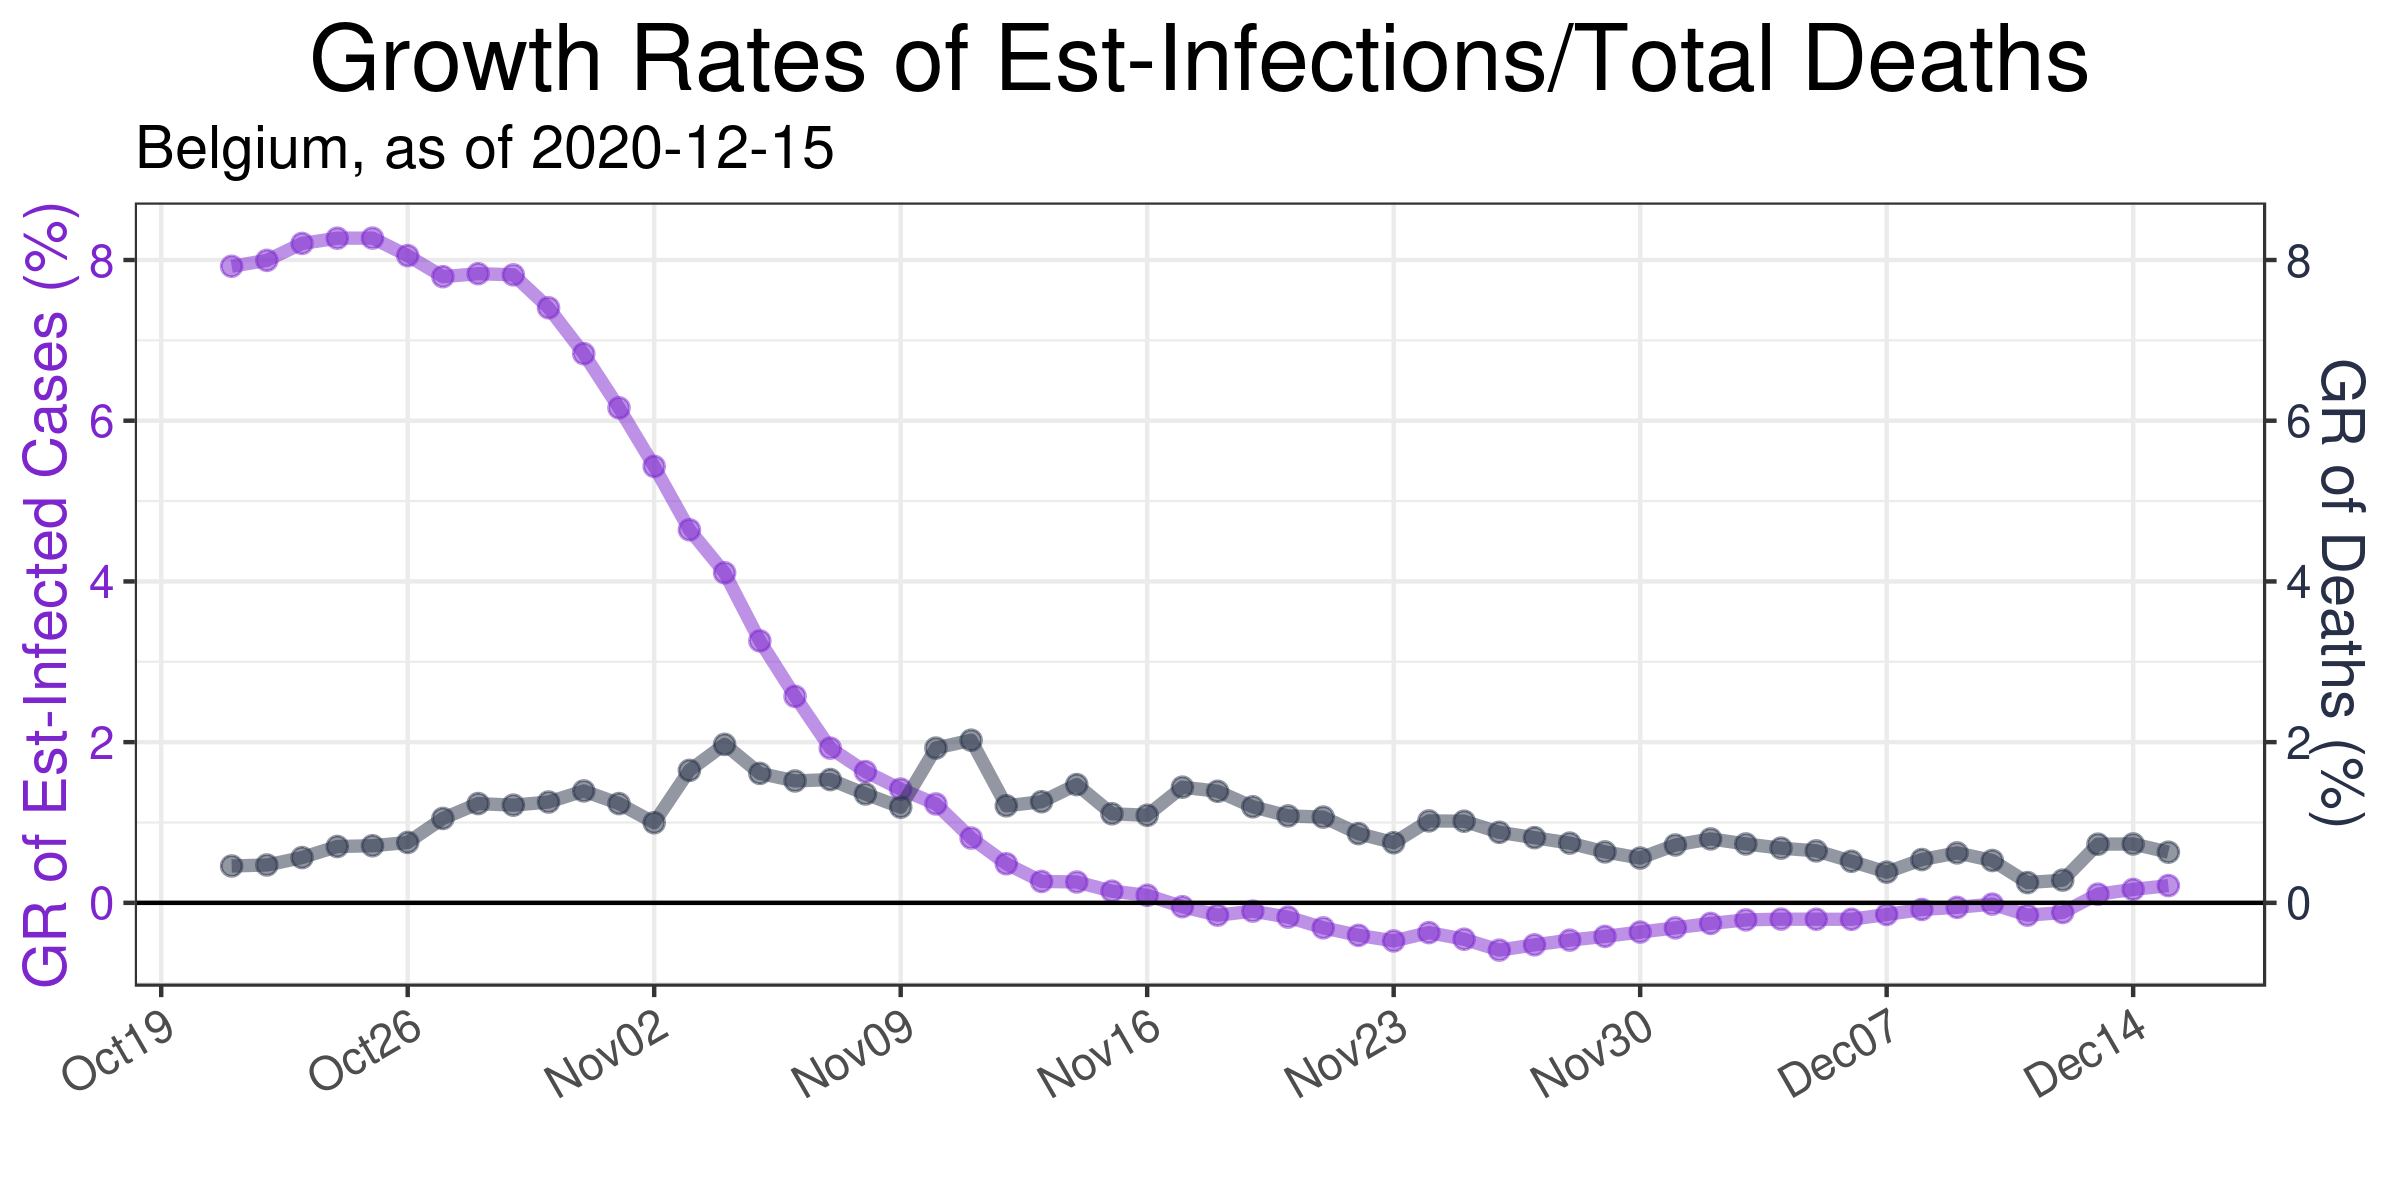 Growth Rates of Est-Infections/Total Deaths
Belgium, as of 2020-12-15
GR of Est-Infected Cases (%)
8
6
4
2
0
8
6
4
2
0
GR of Deaths (%)
Oct19
Oct26
Nov02
Nov09
Nov16
Nov23
Nov30
Dec07
Dec14